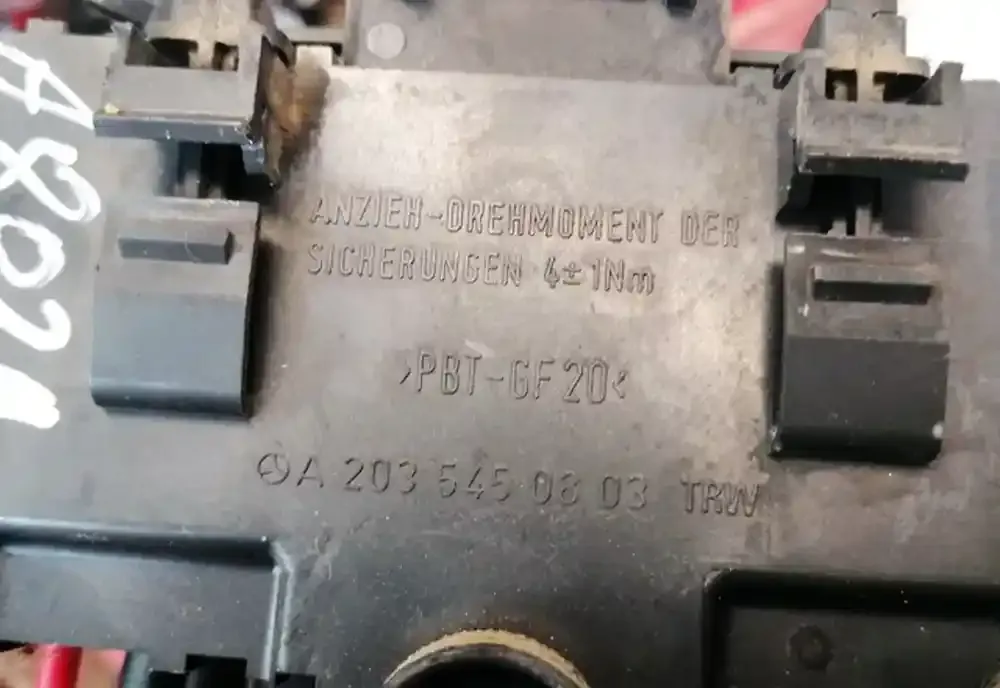 ANZIEH-DREHMOMENT DER
SICHERUNGEN 4±1Nm
>PBT-GF20<
A 203 545 08 03 TRW